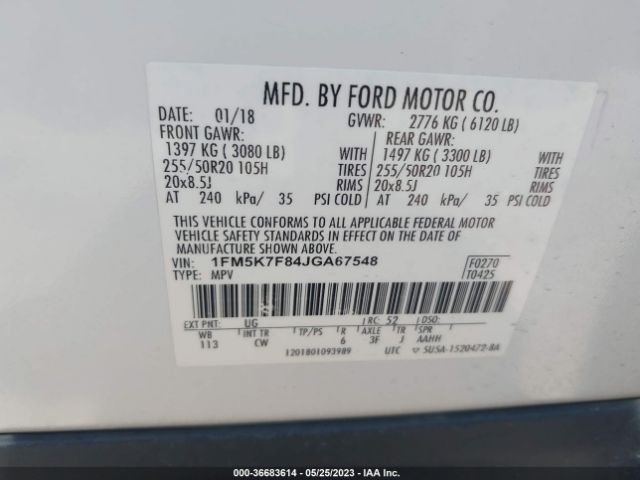 MFD. BY FORD MOTOR CO.
DATE: 01/18 GVWR: 2776 KG ( 6120 LB)
FRONT GAWR: REAR GAWR:
1397 KG ( 3080 LB) WITH 1497 KG ( 3300 LB) WITH
255/50R20 105H TIRES 255/50R20 105H TIRES
20x8.5J RIMS 20x8.5J RIMS
AT 240 kPa/ 35 PSI COLD AT 240 kPa/ 35 PSI COLD
THIS VEHICLE CONFORMS TO ALL APPLICABLE FEDERAL MOTOR
VEHICLE SAFETY STANDARDS IN EFFECT ON THE DATE OF
MANUFACTURE SHOWN ABOVE.
VIN: 1FM5K7F84JGA67548 F0270
TYPE: MPV T0425
EXT PNT: UG RC: 52 DSO:
WB INT TR TP/PS R AXLE TR SPR
113 CW 6 3F J AAHH
1201801093989 UTC SUSA-1520472-BA
000-36683614 - 05/25/2023 - IAA Inc.